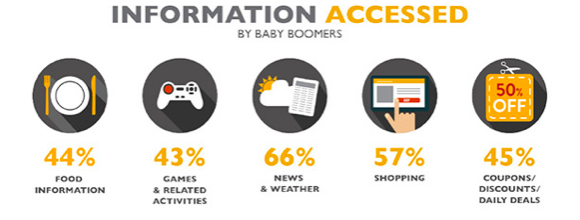 INFORMATION ACCESSED
BY BABY BOOMERS
50%
OFF
44%
FOOD
INFORMATION
43%
GAMES
& RELATED
ACTIVITIES
66%
NEWS
& WEATHER
57%
SHOPPING
45%
COUPONS/
DISCOUNTS/
DAILY DEALS